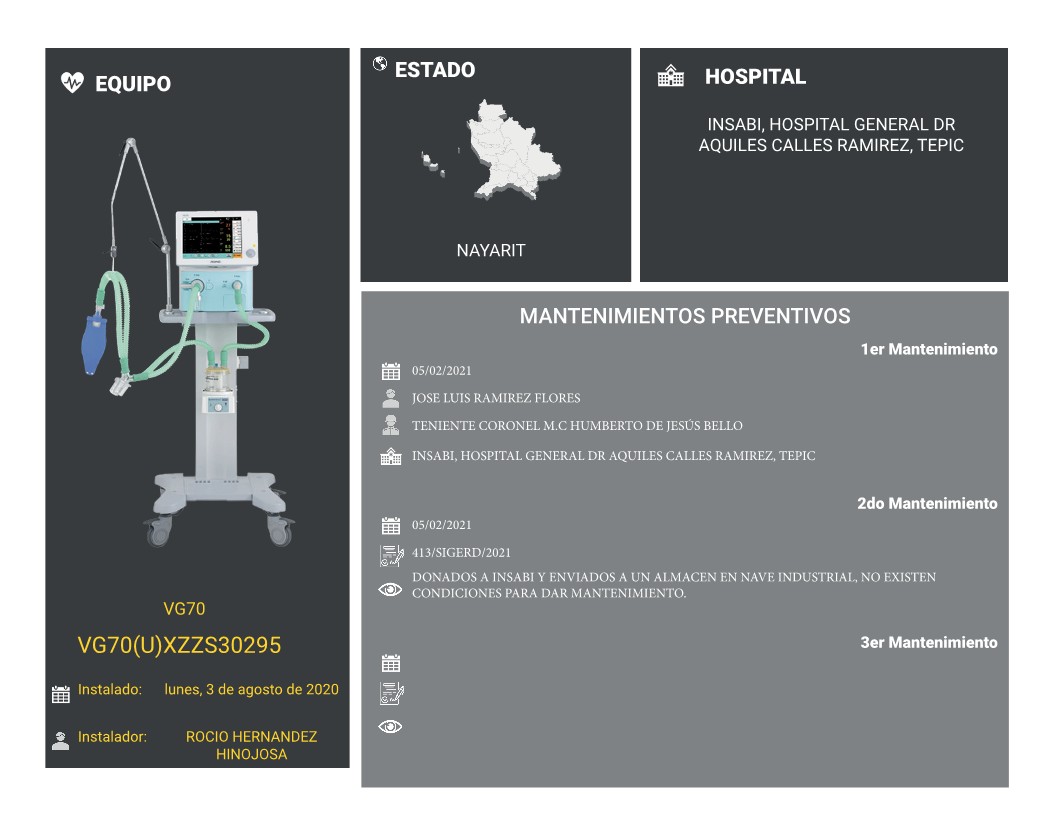 EQUIPO
VG70
VG70(U)XZZS30295
Instalado: lunes, 3 de agosto de 2020
Instalador: ROCIO HERNANDEZ
HINOJOSA
ESTADO
NAYARIT
HOSPITAL
INSABI, HOSPITAL GENERAL DR
AQUILES CALLES RAMIREZ, TEPIC
MANTENIMIENTOS PREVENTIVOS
1er Mantenimiento
05/02/2021
JOSE LUIS RAMIREZ FLORES
TENIENTE CORONEL M.C HUMBERTO DE JESÚS BELLO
INSABI, HOSPITAL GENERAL DR AQUILES CALLES RAMIREZ, TEPIC
2do Mantenimiento
05/02/2021
413/SIGERD/2021
DONADOS A INSABI Y ENVIADOS A UN ALMACEN EN NAVE INDUSTRIAL, NO EXISTEN
CONDICIONES PARA DAR MANTENIMIENTO.
3er Mantenimiento